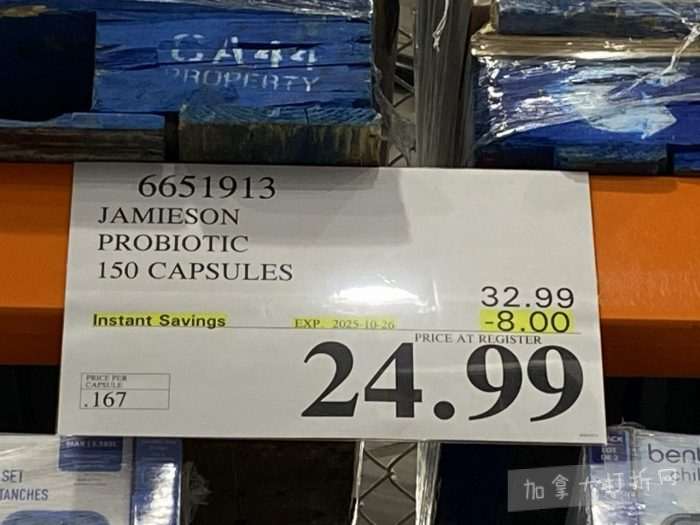 CA44
PROPERTY
6651913
JAMIESON
PROBIOTIC
150 CAPSULES
32.99
Instant Savings
EXP. 2025-10-26
-8.00
PRICE AT REGISTER
24.99
PRICE PER
CAPSULE
.167
SET
TANCHES
加拿大打折网